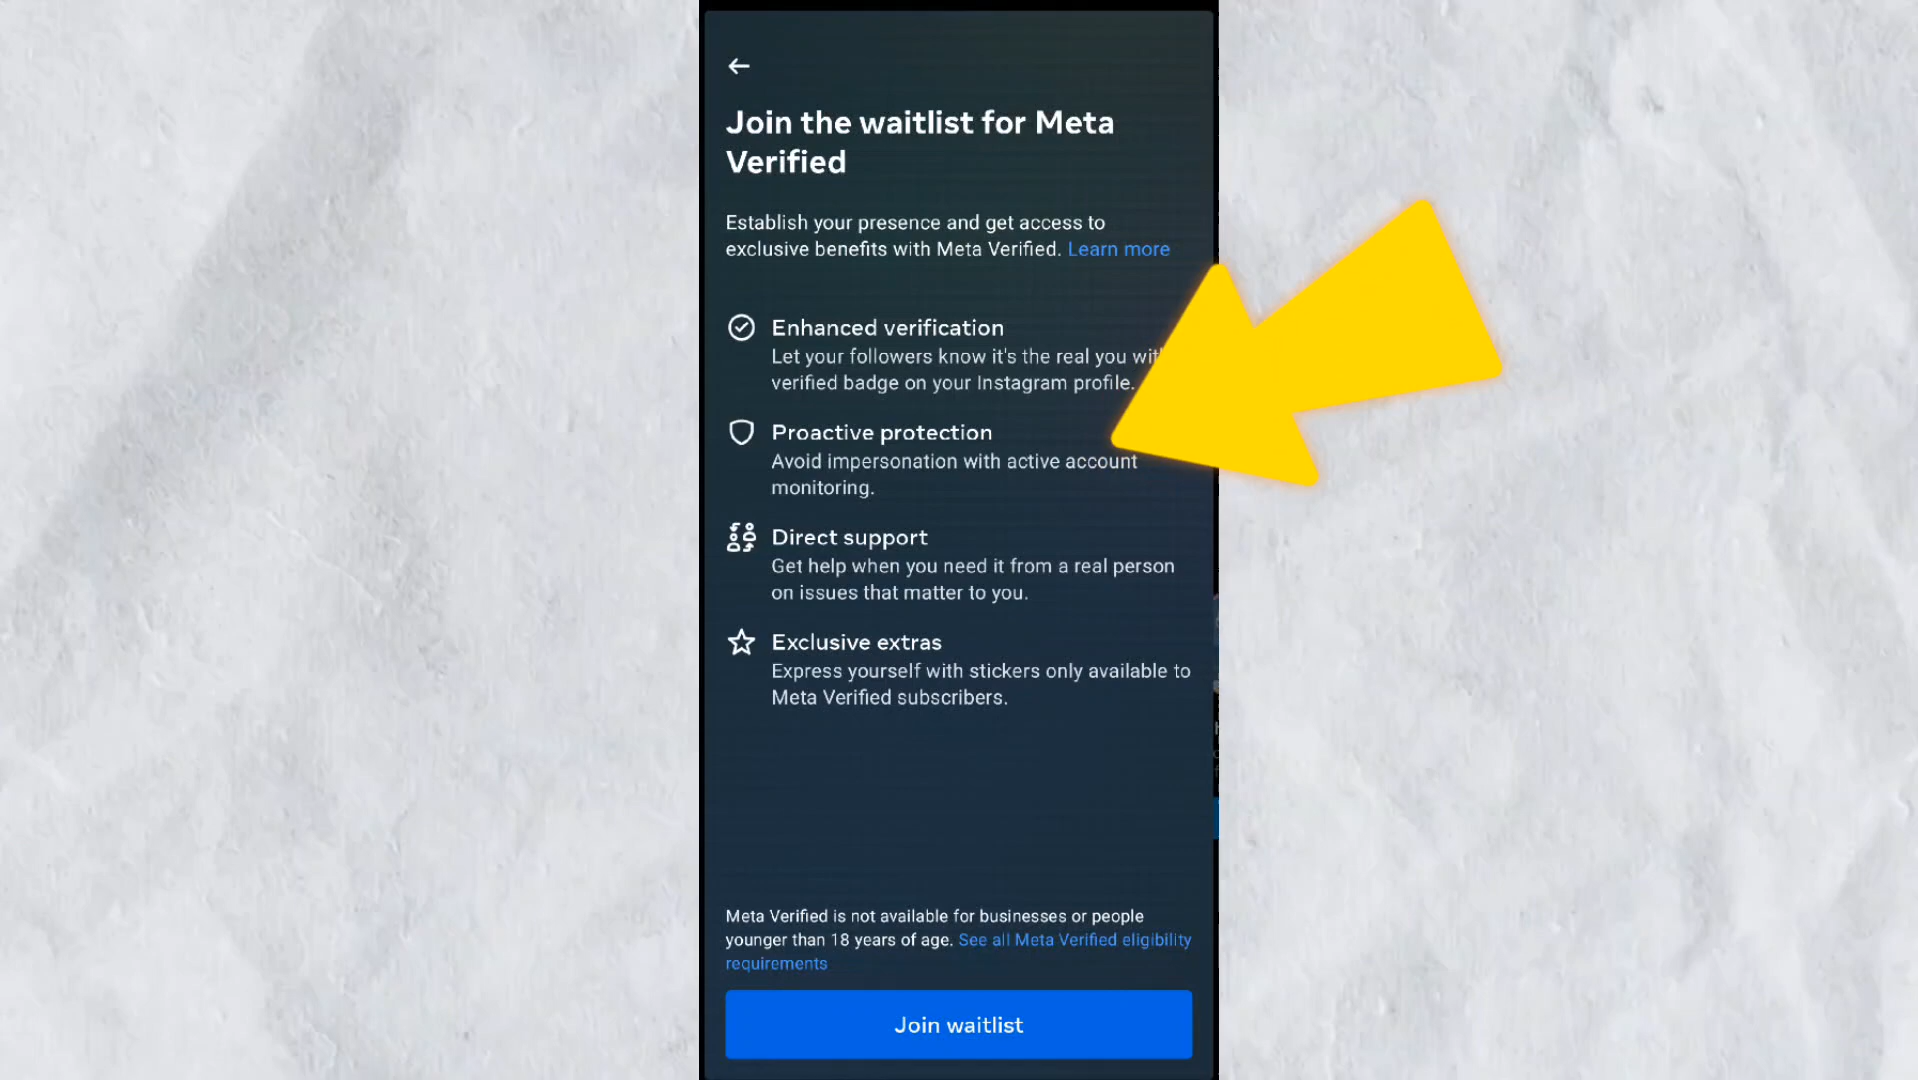 Join the waitlist for Meta
Verified
Establish your presence and get access to
exclusive benefits with Meta Verified. Learn more
Enhanced verification
Let your followers know it's the real you
verified badge on your Instagram profile.
Proactive protection
Avoid impersonation with active account
monitoring.
Direct support
Get help when you need it from a real person
on issues that matter to you.
Exclusive extras
Express yourself with stickers only available to
Meta Verified subscribers.
Meta Verified is not available for businesses or people
younger than 18 years of age. See all Meta Verified eligibility
requirements
Join waitlist